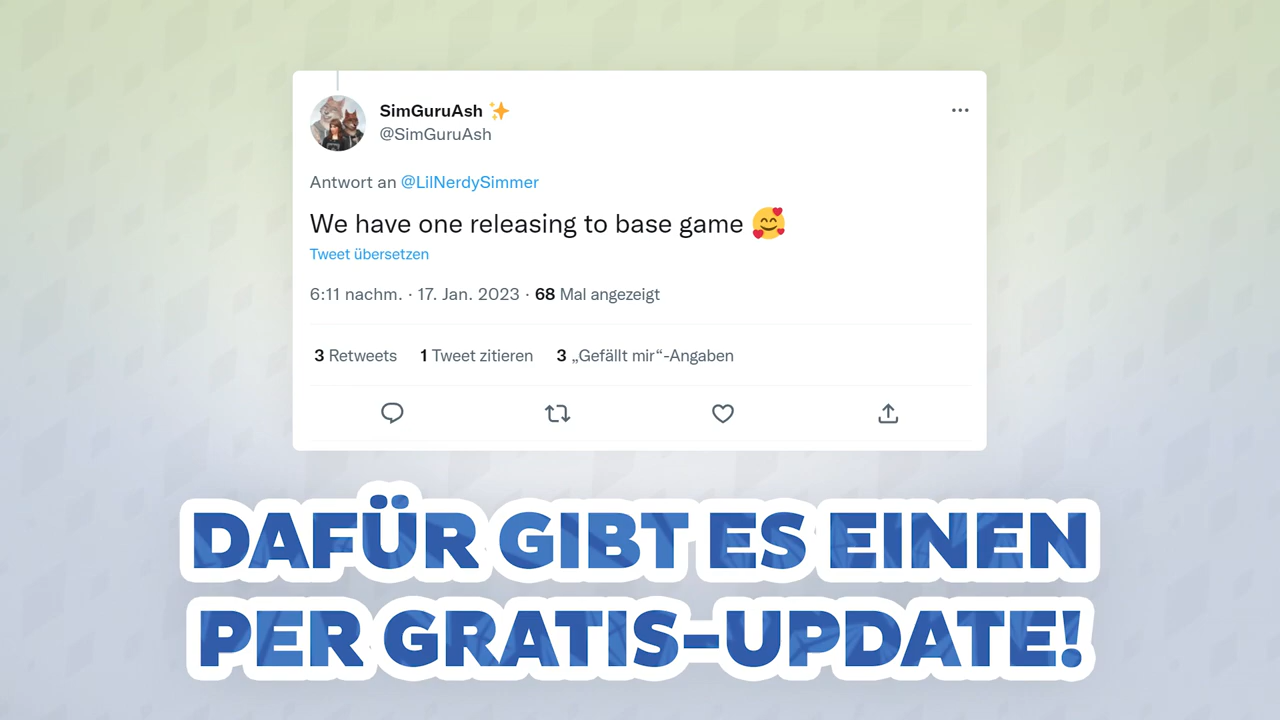 SimGuruAsh ✨
@SimGuruAsh
Antwort an @LilNerdySimmer
We have one releasing to base game 🥰
Tweet übersetzen
6:11 nachm. · 17. Jan. 2023 · 68 Mal angezeigt
3 Retweets 1 Tweet zitieren 3 „Gefällt mir“-Angaben
DAFÜR GIBT ES EINEN
PER GRATIS-UPDATE!